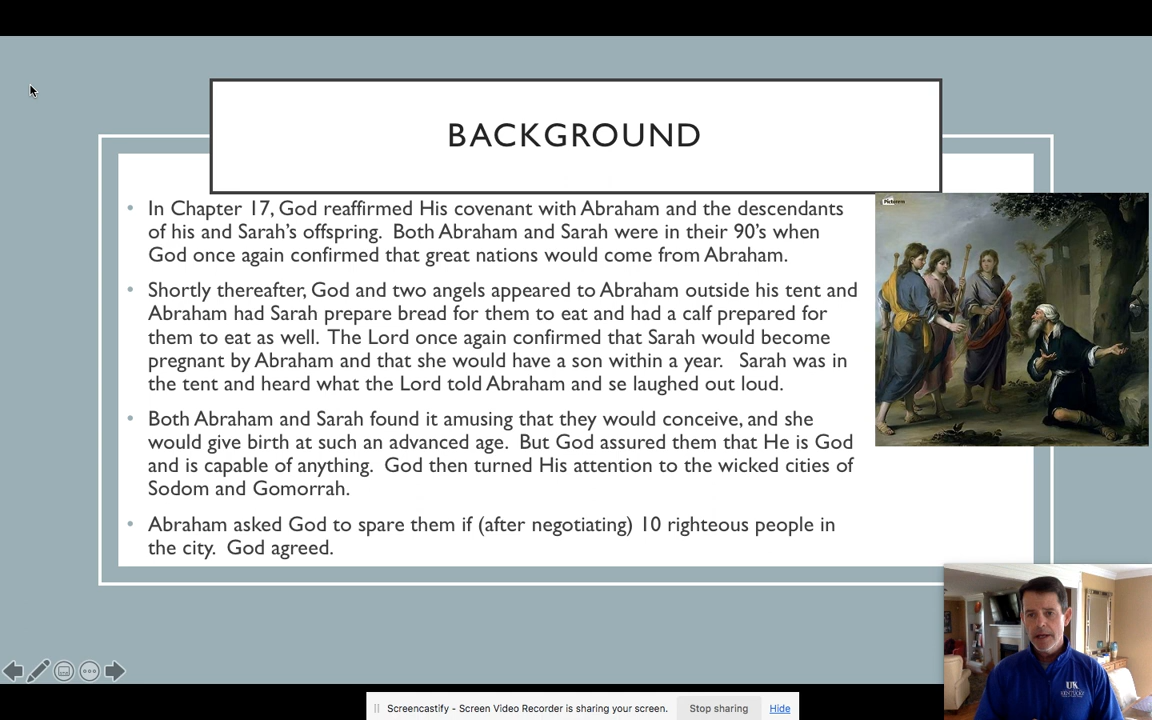 BACKGROUND
• In Chapter 17, God reaffirmed His covenant with Abraham and the descendants
of his and Sarah’s offspring.  Both Abraham and Sarah were in their 90’s when
God once again confirmed that great nations would come from Abraham.
• Shortly thereafter, God and two angels appeared to Abraham outside his tent and
Abraham had Sarah prepare bread for them to eat and had a calf prepared for
them to eat as well.  The Lord once again confirmed that Sarah would become
pregnant by Abraham and that she would have a son within a year.   Sarah was in
the tent and heard what the Lord told Abraham and se laughed out loud.
• Both Abraham and Sarah found it amusing that they would conceive, and she
would give birth at such an advanced age.  But God assured them that He is God
and is capable of anything.  God then turned His attention to the wicked cities of
Sodom and Gomorrah.
• Abraham asked God to spare them if (after negotiating) 10 righteous people in
the city.  God agreed.
UK
KENTUCKY
Screencastify - Screen Video Recorder is sharing your screen.
Stop sharing
Hide